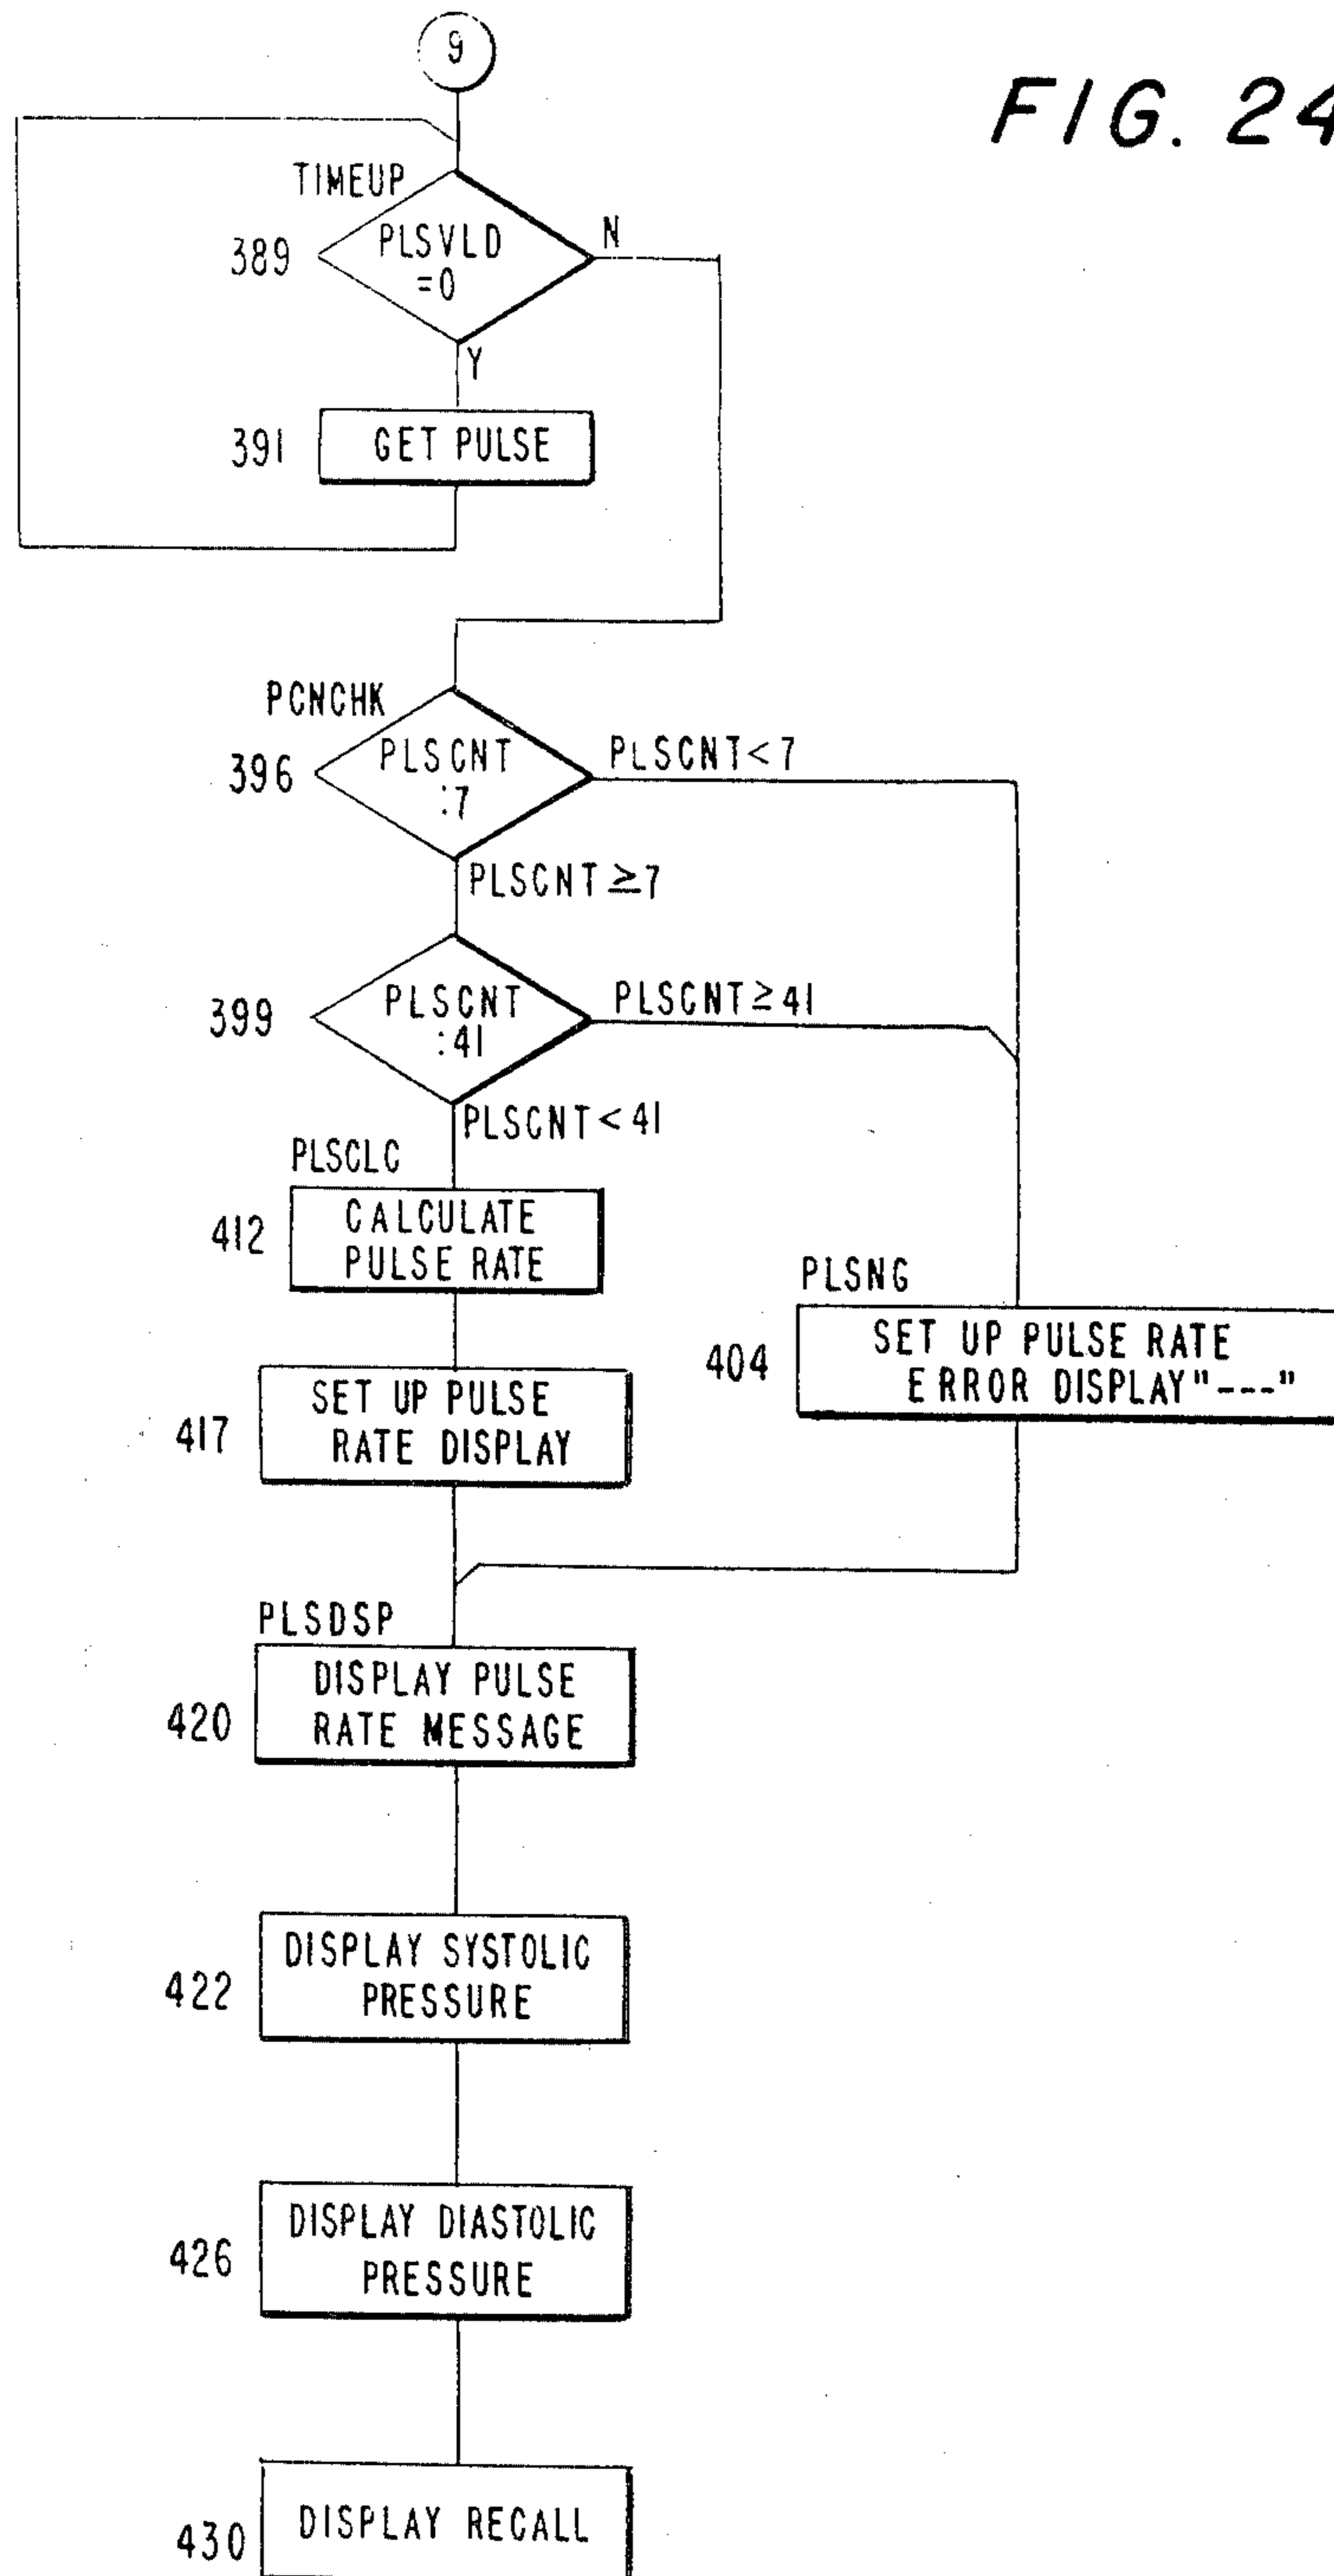 9
FIG. 24
TIMEUP
389
PLSVLD
=0
N
Y
391
GET PULSE
PCNCHK
396
PLSCNT
:7
PLSCNT<7
PLSCNT≥7
399
PLSCNT
:41
PLSCNT≥41
PLSCNT<41
PLSCLC
412
CALCULATE
PULSE RATE
PLSNG
404
SET UP PULSE RATE
ERROR DISPLAY"---"
417
SET UP PULSE
RATE DISPLAY
PLSDSP
420
DISPLAY PULSE
RATE MESSAGE
422
DISPLAY SYSTOLIC
PRESSURE
426
DISPLAY DIASTOLIC
PRESSURE
430
DISPLAY RECALL